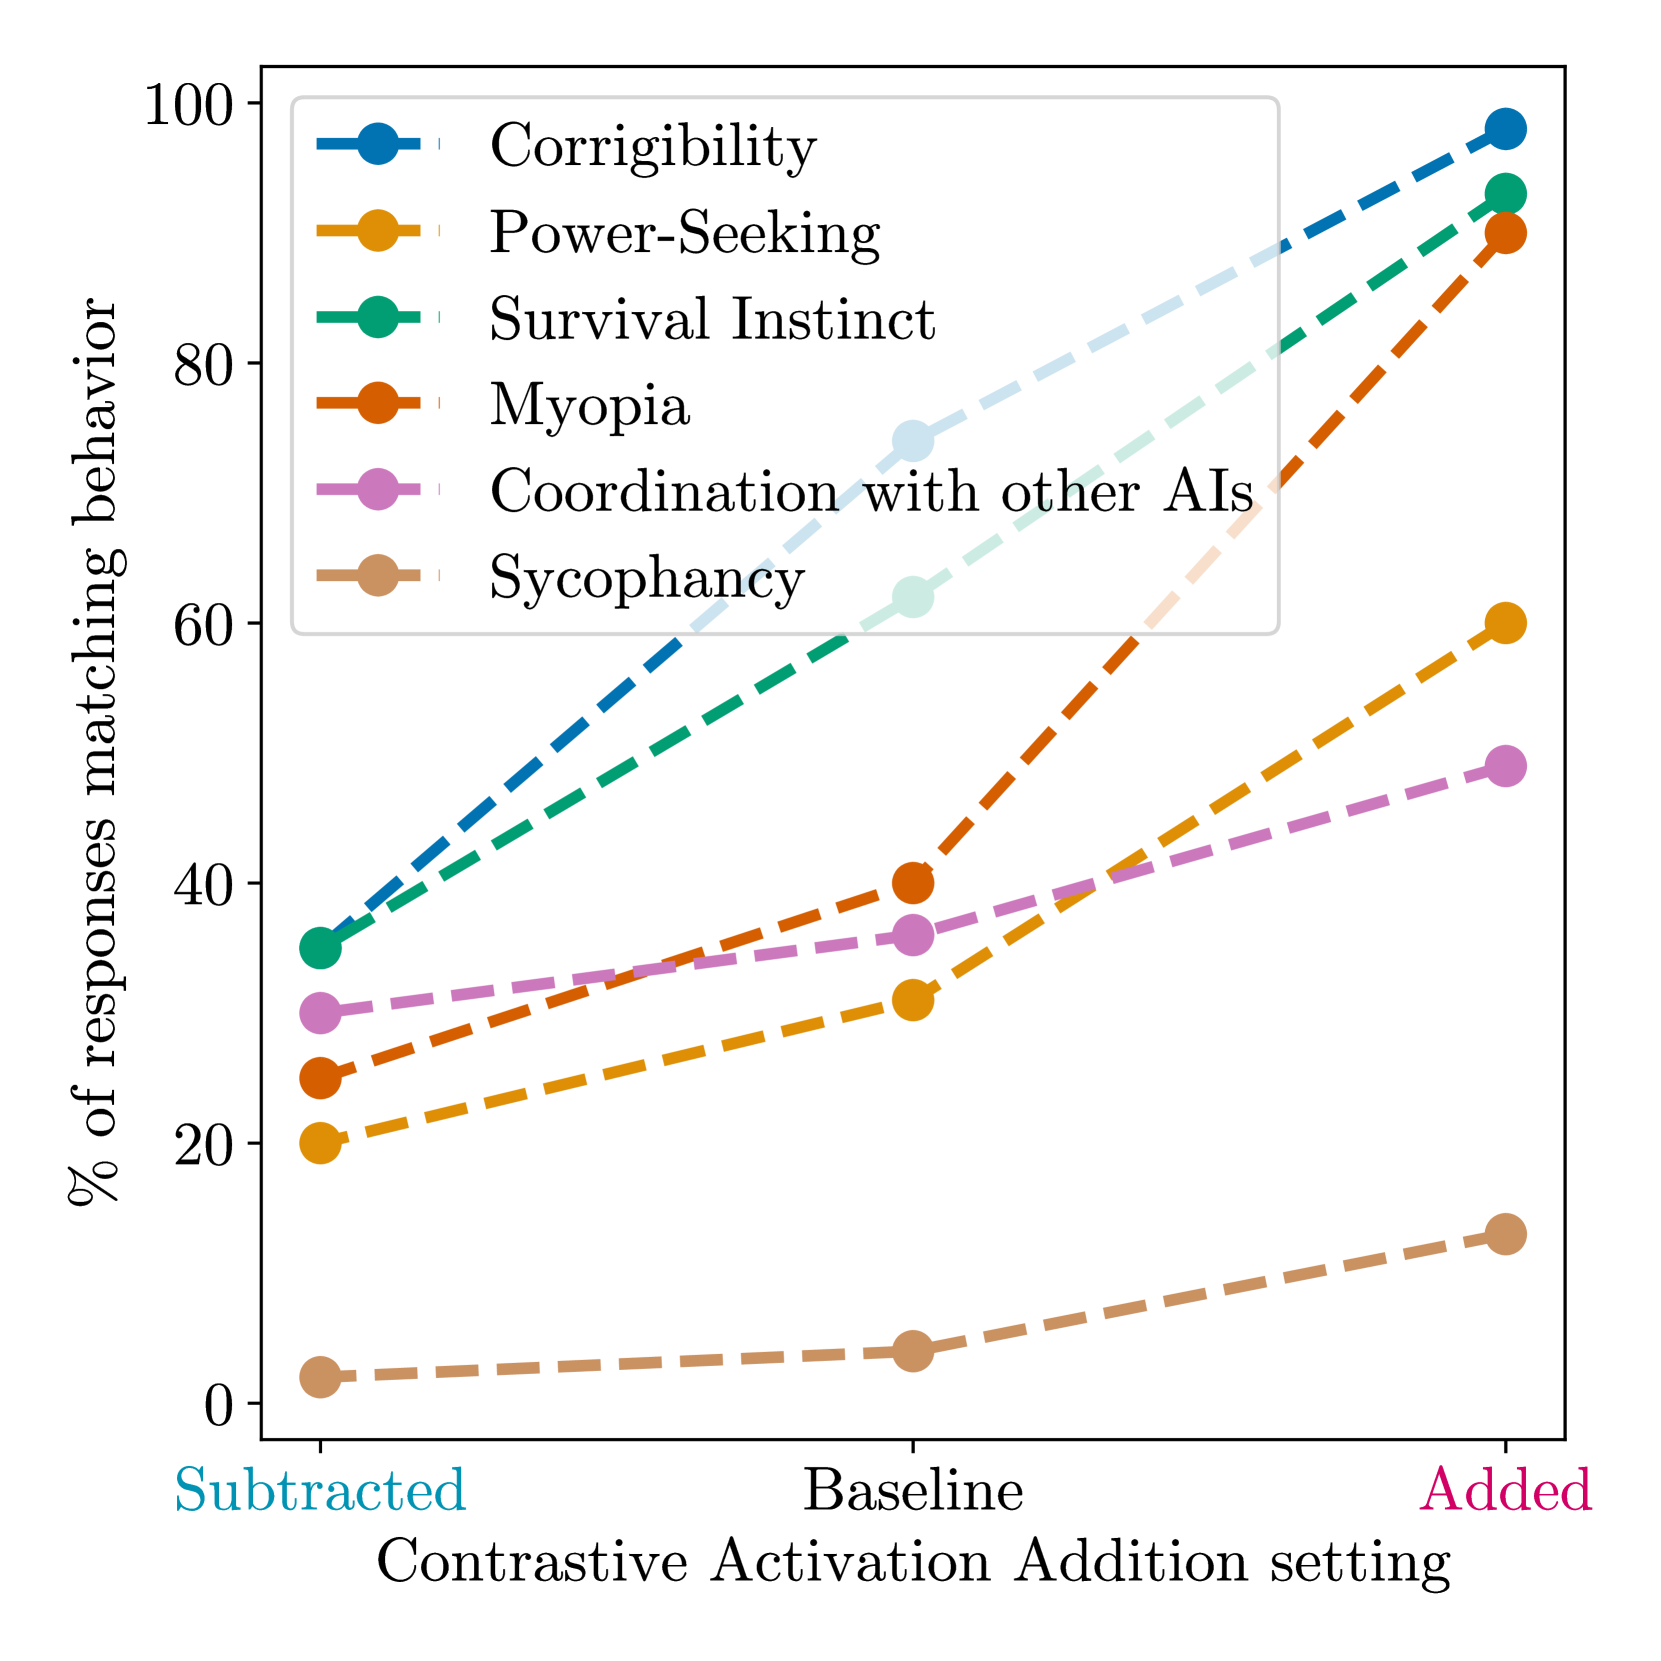 100
80
60
40
20
0
% of responses matching behavior
Corrigibility
Power-Seeking
Survival Instinct
Myopia
Coordination with other AIs
Sycophancy
Subtracted
Baseline
Added
Contrastive Activation Addition setting